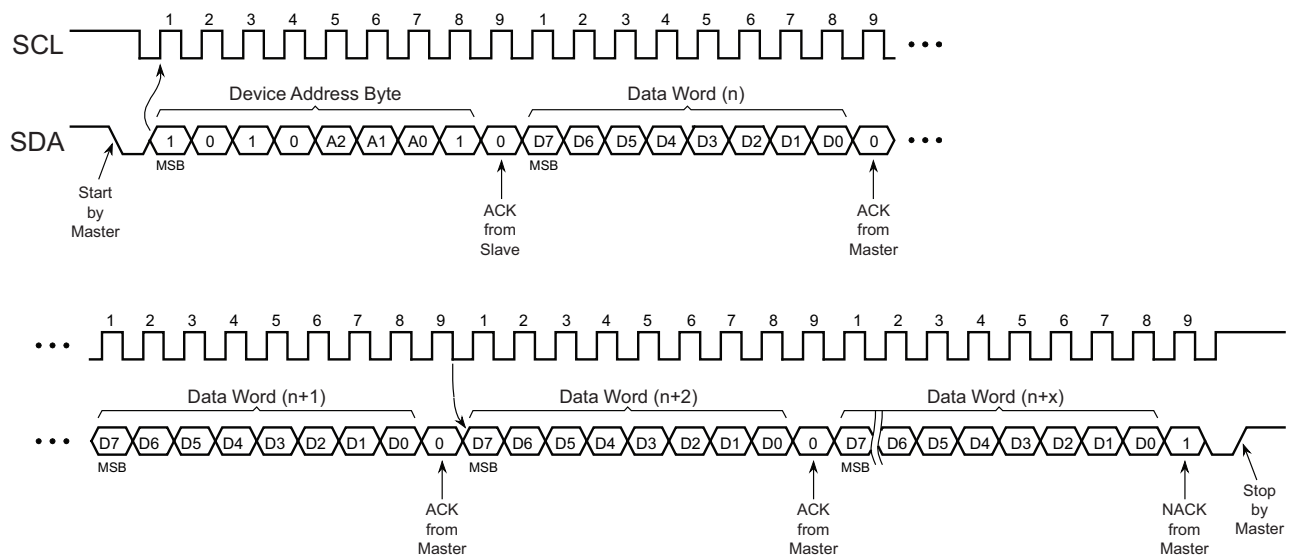 1 2 3 4 5 6 7 8 9 1 2 3 4 5 6 7 8 9
SCL
Device Address Byte Data Word (n)
SDA 1 0 1 0 A2 A1 A0 1 0 D7 D6 D5 D4 D3 D2 D1 D0 0
MSB MSB
Start
by
Master
ACK
from
Slave
ACK
from
Master
1 2 3 4 5 6 7 8 9 1 2 3 4 5 6 7 8 9 1 2 3 4 5 6 7 8 9
Data Word (n+1) Data Word (n+2) Data Word (n+x)
D7 D6 D5 D4 D3 D2 D1 D0 0 D7 D6 D5 D4 D3 D2 D1 D0 0 D7 D6 D5 D4 D3 D2 D1 D0 1
MSB MSB MSB
ACK
from
Master
ACK
from
Master
NACK
from
Master
Stop
by
Master